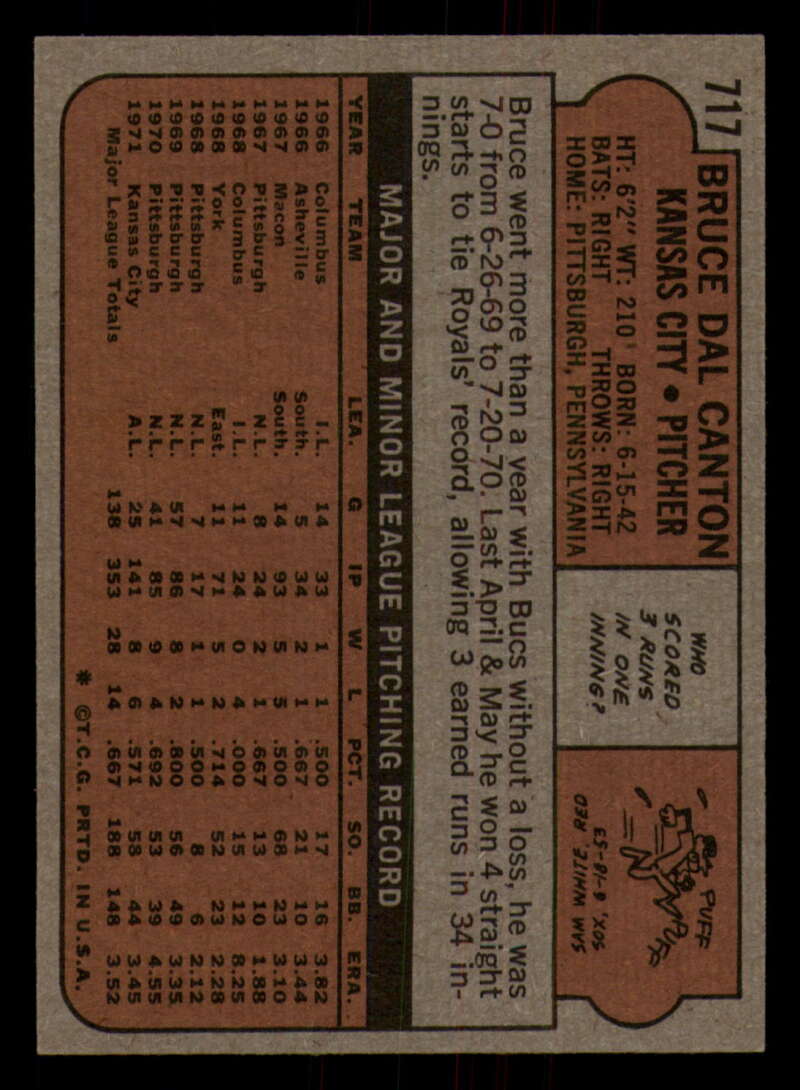 717
BRUCE DAL CANTON
KANSAS CITY • PITCHER
HT: 6'2" WT: 210 BORN: 6-15-42
BATS: RIGHT THROWS: RIGHT
HOME: PITTSBURGH, PENNSYLVANIA
WHO
SCORED
3 RUNS
IN ONE
INNING?
PUFF
PUFF
SAM WHITE, RED
SOX, 6-18-53
Bruce went more than a year with Bucs without a loss, he was
7-0 from 6-26-69 to 7-20-70. Last April & May he won 4 straight
starts to tie Royals' record, allowing 3 earned runs in 34 in-
nings.
MAJOR AND MINOR LEAGUE PITCHING RECORD
YEAR TEAM LEA. G IP W L PCT. SO. BB. ERA.
1966 Columbus I.L. 14 33 1 1 .500 17 16 3.82
1966 Asheville South. 5 34 2 1 .667 21 10 3.44
1967 Macon South. 14 93 5 5 .500 68 23 3.10
1967 Pittsburgh N.L. 8 24 2 1 .667 13 10 1.88
1968 Columbus I.L. 11 24 0 4 .000 15 12 8.25
1968 York East. 11 71 5 2 .714 52 23 2.28
1968 Pittsburgh N.L. 7 17 1 1 .500 8 6 2.12
1969 Pittsburgh N.L. 57 86 8 2 .800 56 49 3.35
1970 Pittsburgh N.L. 41 85 9 4 .692 53 39 4.55
1971 Kansas City A.L. 25 141 8 6 .571 58 44 3.45
Major League Totals 138 353 28 14 .667 188 148 3.52
* ©T.C.G. PRTD. IN U.S.A.